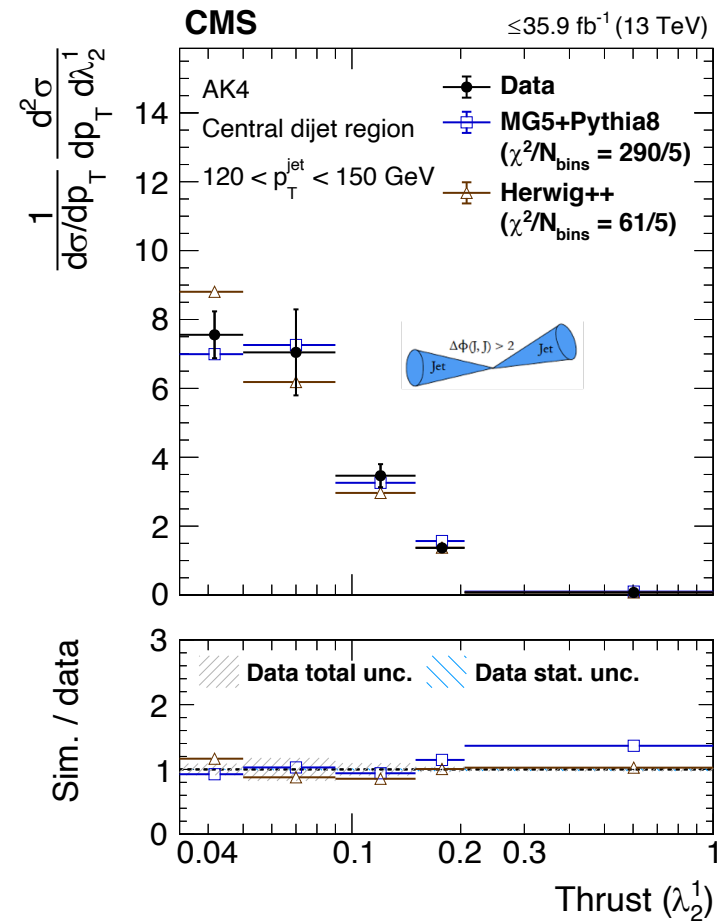 CMS
≤35.9 fb⁻¹ (13 TeV)
1
dσ/dp_T
d²σ
dp_T dλ₂¹
AK4
Central dijet region
120 < p_T^jet < 150 GeV
Data
MG5+Pythia8
(χ²/N_bins = 290/5)
Herwig++
(χ²/N_bins = 61/5)
Δϕ(J, J) > 2
Jet
Jet
14
12
10
8
6
4
2
0
Sim. / data
Data total unc.
Data stat. unc.
3
2
1
0
0.04 0.1 0.2 0.3 1
Thrust (λ₂¹)